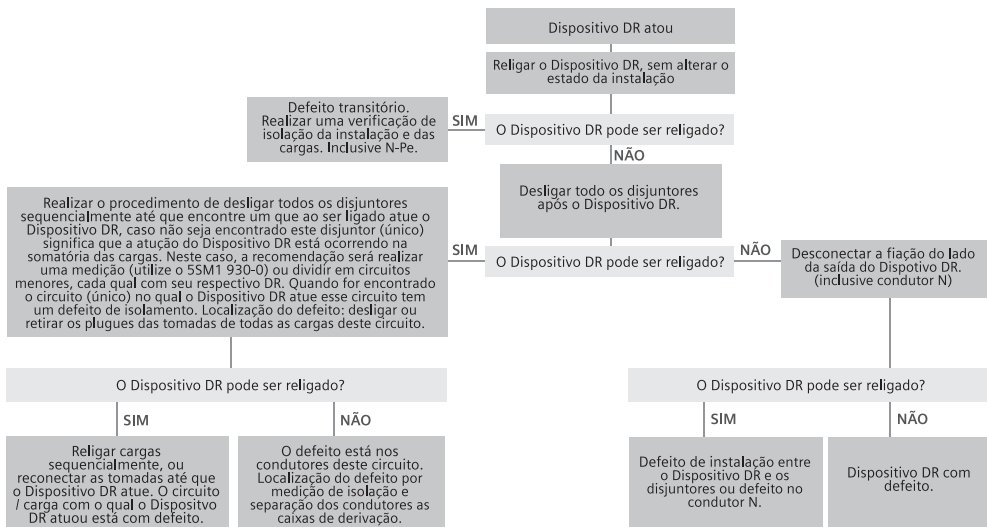 Dispositivo DR atou
Religar o Dispositivo DR, sem alterar o
estado da instalação
Defeito transitório.
Realizar uma verificação de
isolação da instalação e das
cargas. Inclusive N-Pe.
SIM
O Dispositivo DR pode ser religado?
NÃO
Desligar todo os disjuntores
após o Dispositivo DR.
Realizar o procedimento de desligar todos os disjuntores
sequencialmente até que encontre um que ao ser ligado atue o
Dispositivo DR, caso não seja encontrado este disjuntor (único)
significa que a atução do Dispositivo DR está ocorrendo na
somatória das cargas. Neste caso, a recomendação será realizar
uma medição (utilize o 5SM1 930-0) ou dividir em circuitos
menores, cada qual com seu respectivo DR. Quando for encontrado
o circuito (único) no qual o Dispositivo DR atue esse circuito tem
um defeito de isolamento. Localização do defeito: desligar ou
retirar os plugues das tomadas de todas as cargas deste circuito.
SIM
O Dispositivo DR pode ser religado?
NÃO
Desconectar a fiação do lado
da saída do Dispotivo DR.
(inclusive condutor N)
O Dispositivo DR pode ser religado?
SIM
NÃO
Religar cargas
sequencialmente, ou
reconectar as tomadas até que
o Dispositivo DR atue. O circuito
/ carga com o qual o Dispositvo
DR atuou está com defeito.
O defeito está nos
condutores deste circuito.
Localização do defeito por
medição de isolação e
separação dos condutores as
caixas de derivação.
O Dispositivo DR pode ser religado?
SIM
NÃO
Defeito de instalação entre
o Dispositivo DR e os
disjuntores ou defeito no
condutor N.
Dispositivo DR com
defeito.